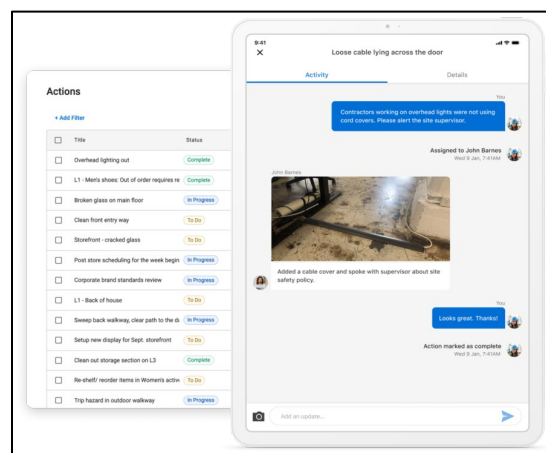 Actions
+ Add Filter
Title Status
Overhead lighting out Complete
L1 - Men's shoes: Out of order requires re Complete
Broken glass on main floor In Progress
Clean front entry way To Do
Storefront - cracked glass To Do
Post store scheduling for the week begin In Progress
Corporate brand standards review In Progress
L1 - Back of house To Do
Sweep back walkway, clear path to the du In Progress
Setup new display for Sept. storefront To Do
Clean out storage section on L3 Complete
Re-shelf/ reorder items in Women's active To Do
Trip hazard in outdoor walkway In Progress
9:41
Loose cable lying across the door
Activity Details
You
Contractors working on overhead lights were not using
cord covers. Please alert the site supervisor.
Assigned to John Barnes
Wed 9 Jan, 7:41AM
John Barnes
Added a cable cover and spoke with supervisor about site
safety policy.
You
Looks great. Thanks!
Action marked as complete
Wed 9 Jan, 7:41AM
Add an update...